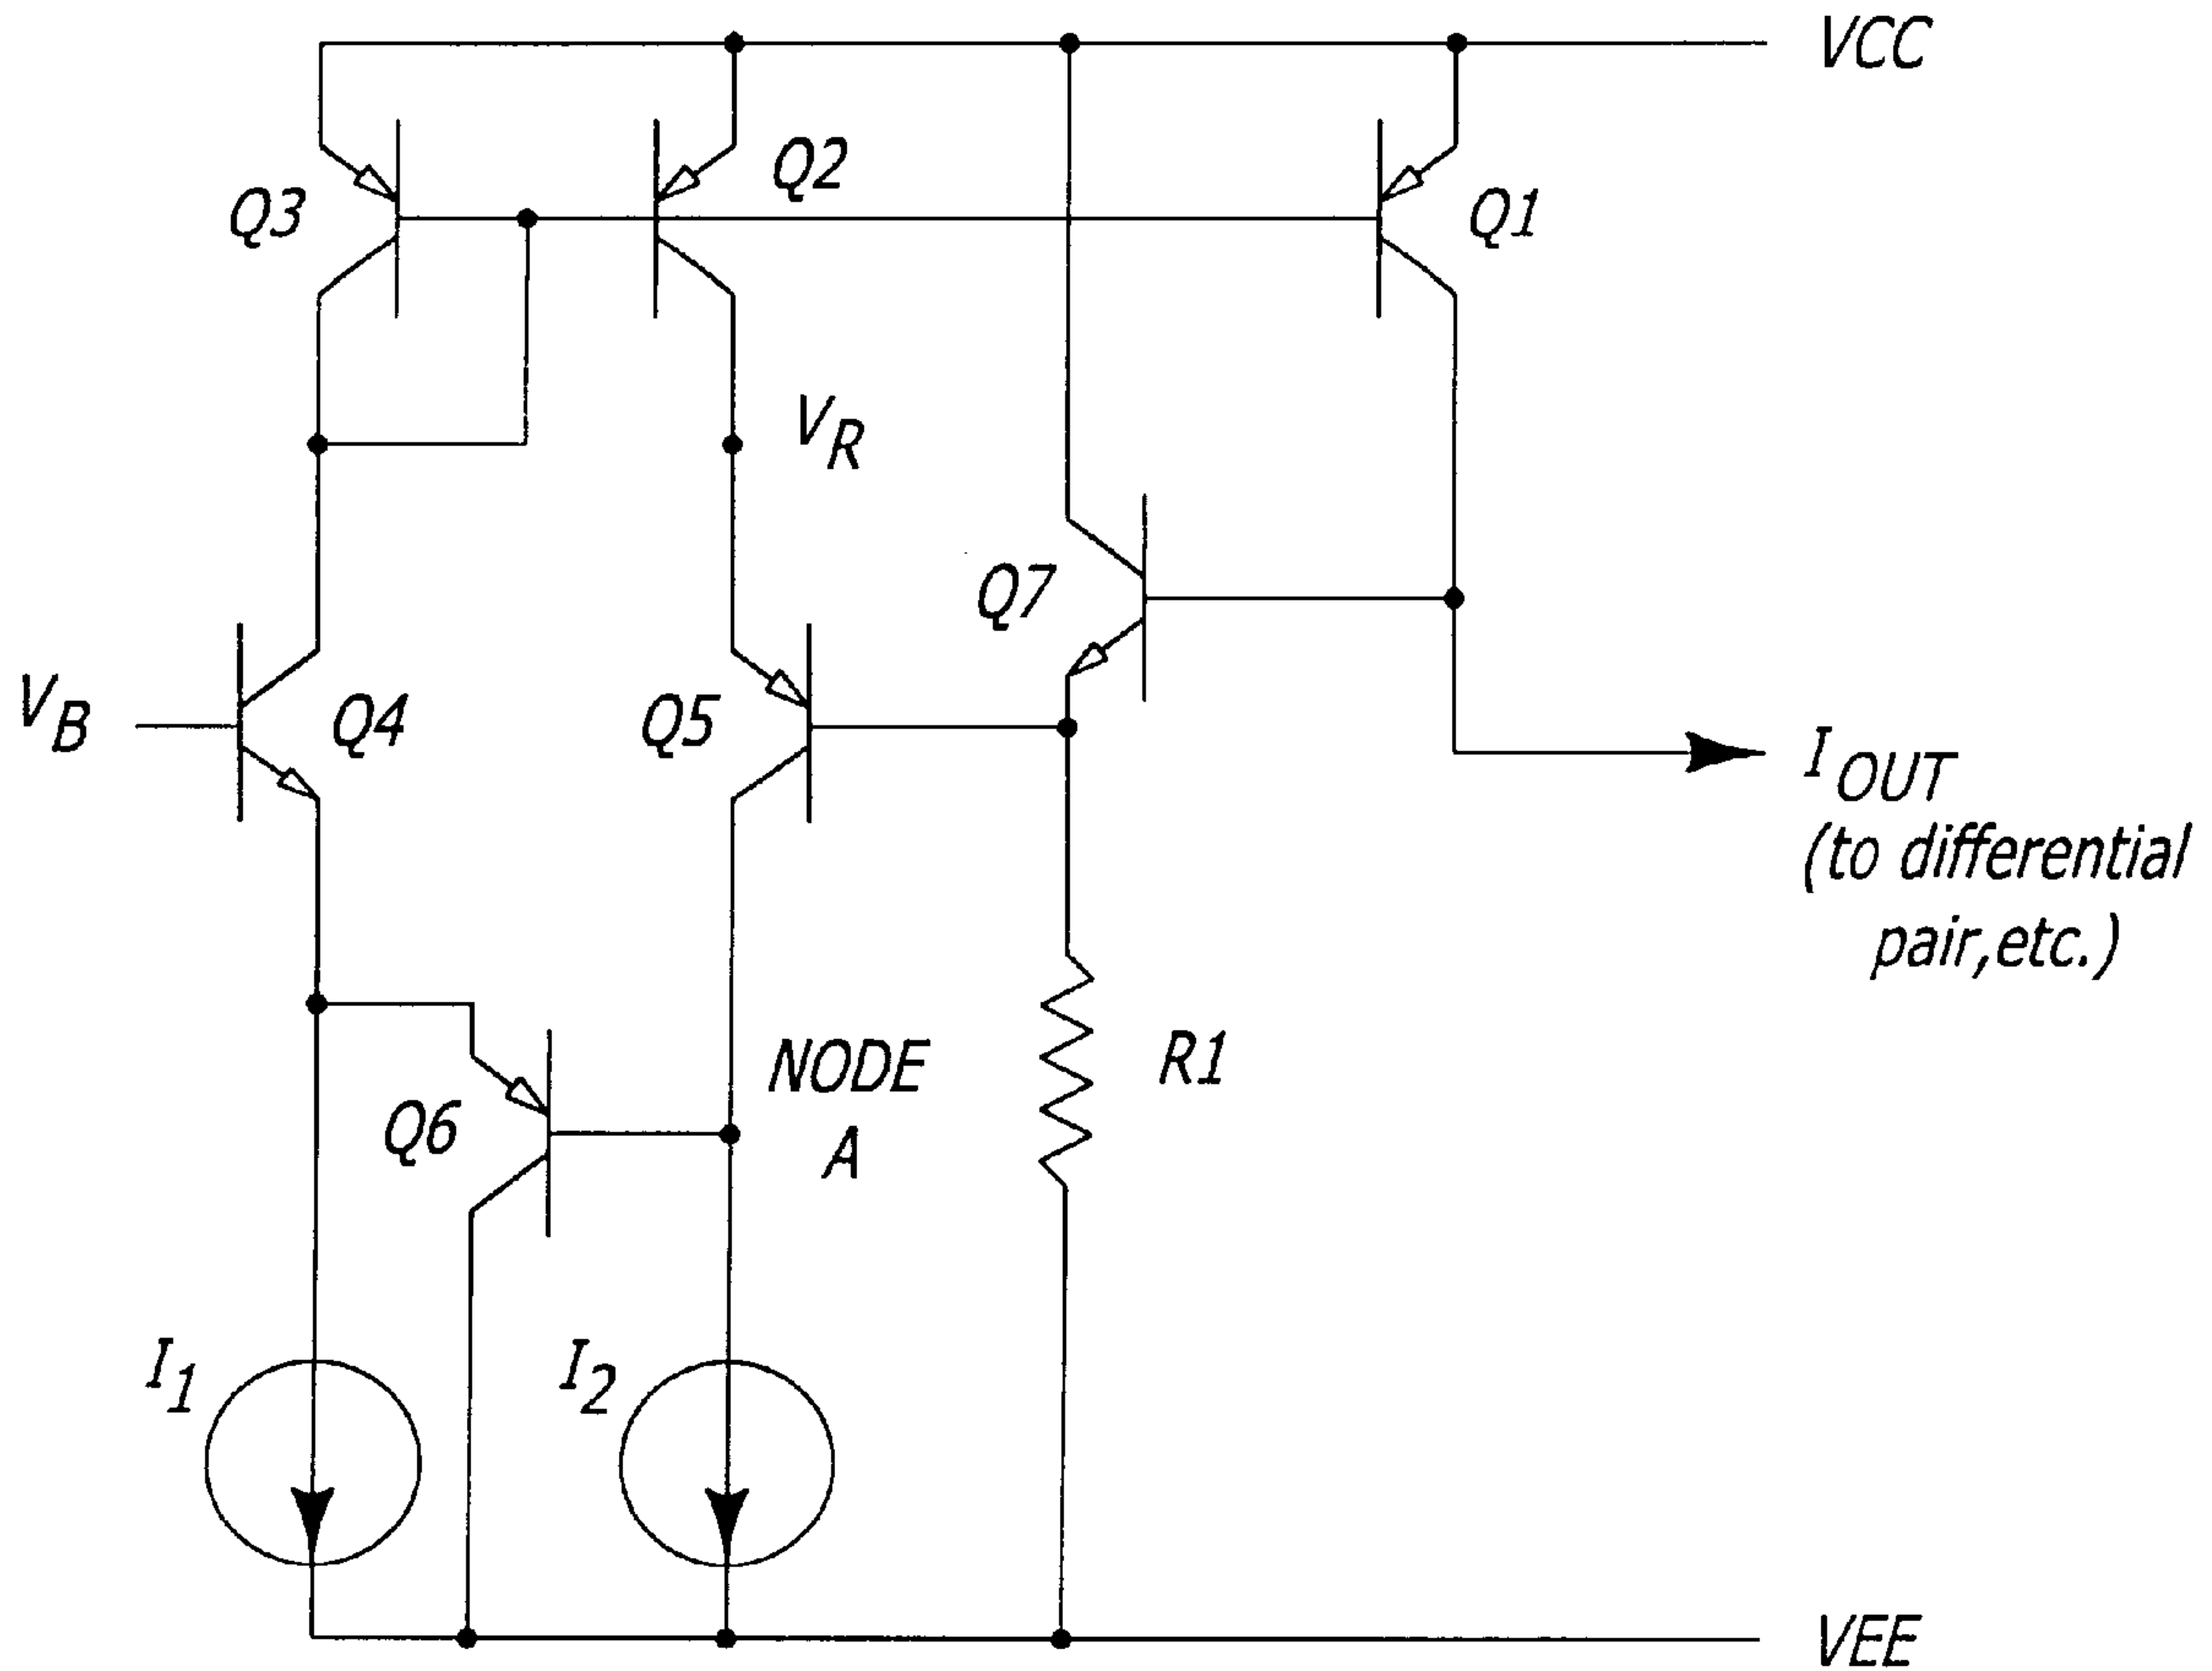 VCC
Q3
Q2
Q1
VR
Q7
VB
Q4
Q5
IOUT
(to differential
pair,etc.)
NODE
A
Q6
R1
I1
I2
VEE